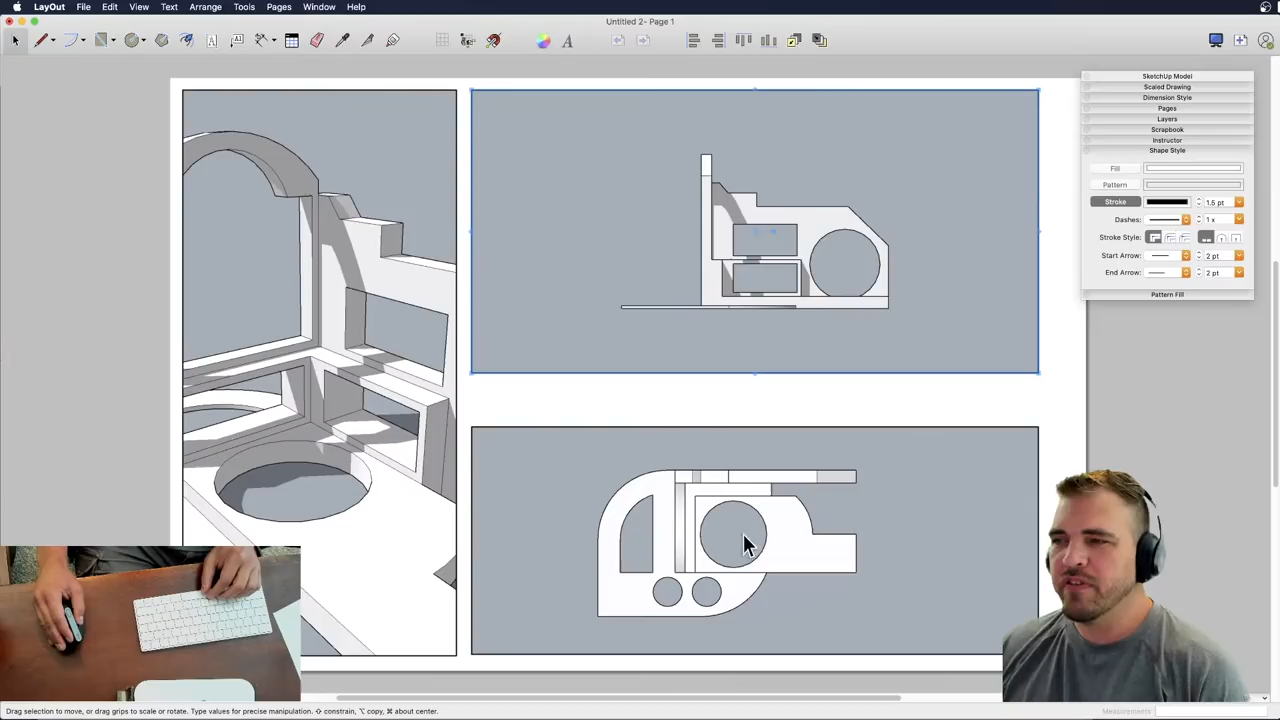 LayOut File Edit View Text Arrange Tools Pages Window Help
Untitled 2- Page 1
SketchUp Model
Scaled Drawing
Dimension Style
Pages
Layers
Scrapbook
Instructor
Shape Style
Fill
Pattern
Stroke 1.5 pt
Dashes: 1 x
Stroke Style:
Start Arrow: 2 pt
End Arrow: 2 pt
Pattern Fill
Drag selection to move, or drag grips to scale or rotate. Type values for precise manipulation. ⇧ constrain, ⌥ copy, ⌘ about center.
Measurements